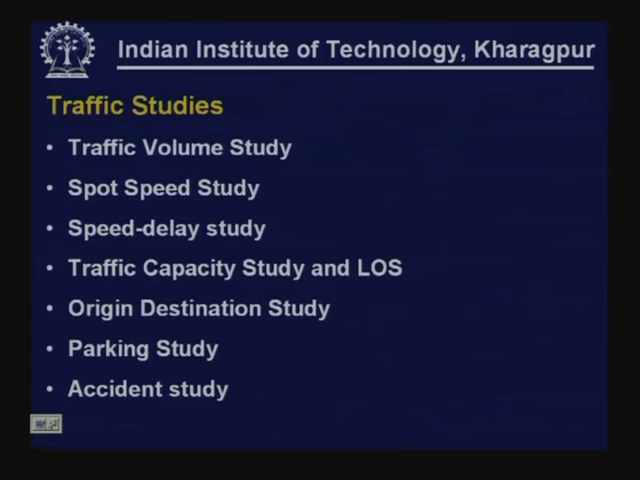 Indian Institute of Technology, Kharagpur
Traffic Studies
• Traffic Volume Study
• Spot Speed Study
• Speed-delay study
• Traffic Capacity Study and LOS
• Origin Destination Study
• Parking Study
• Accident study